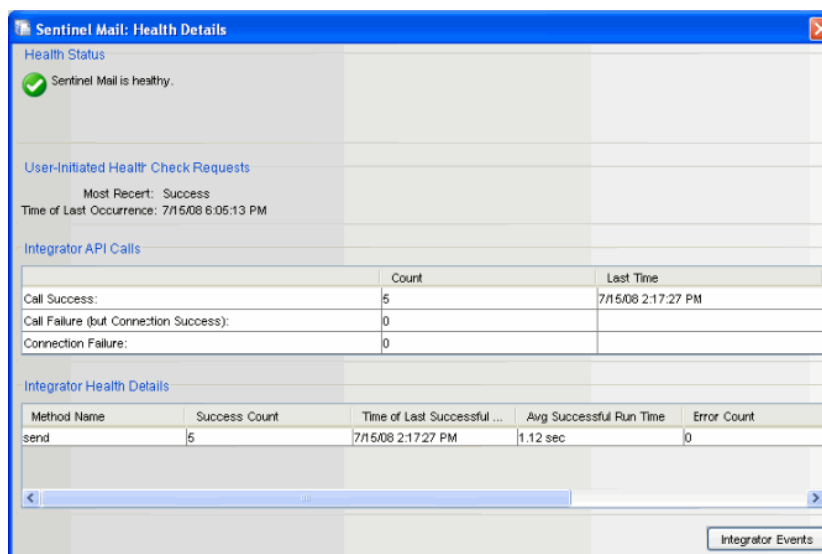 Sentinel Mail: Health Details
Health Status
Sentinel Mail is healthy.
User-Initiated Health Check Requests
Most Recent: Success
Time of Last Occurrence: 7/15/08 6:05:13 PM
Integrator API Calls
Count Last Time
Call Success: 5 7/15/08 2:17:27 PM
Call Failure (but Connection Success): 0
Connection Failure: 0
Integrator Health Details
Method Name Success Count Time of Last Successful ... Avg Successful Run Time Error Count
send 5 7/15/08 2:17:27 PM 1.12 sec 0
Integrator Events